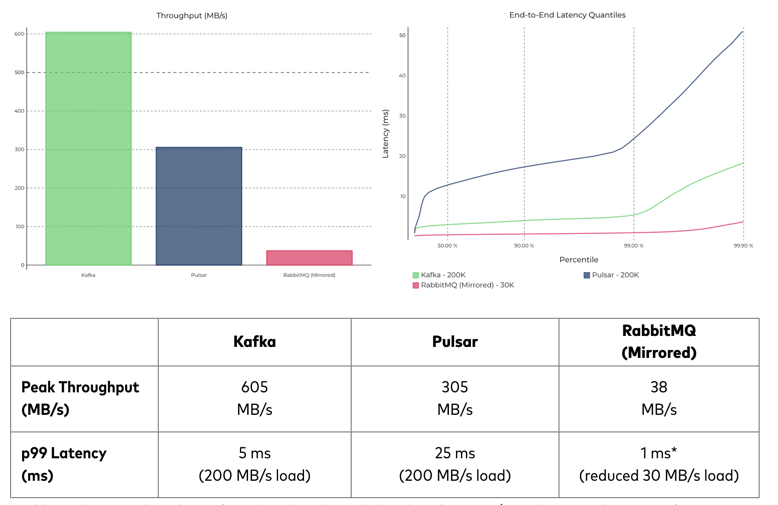 Throughput (MB/s)
600
500
400
300
200
100
0
Kafka
Pulsar
RabbitMQ (Mirrored)
End-to-End Latency Quantiles
Latency (ms)
50
40
30
20
10
50.00 %
90.00 %
99.00 %
99.90 %
Percentile
Kafka - 200K
Pulsar - 200K
RabbitMQ (Mirrored) - 30K
Kafka
Pulsar
RabbitMQ
(Mirrored)
Peak Throughput
(MB/s)
605
MB/s
305
MB/s
38
MB/s
p99 Latency
(ms)
5 ms
(200 MB/s load)
25 ms
(200 MB/s load)
1 ms*
(reduced 30 MB/s load)